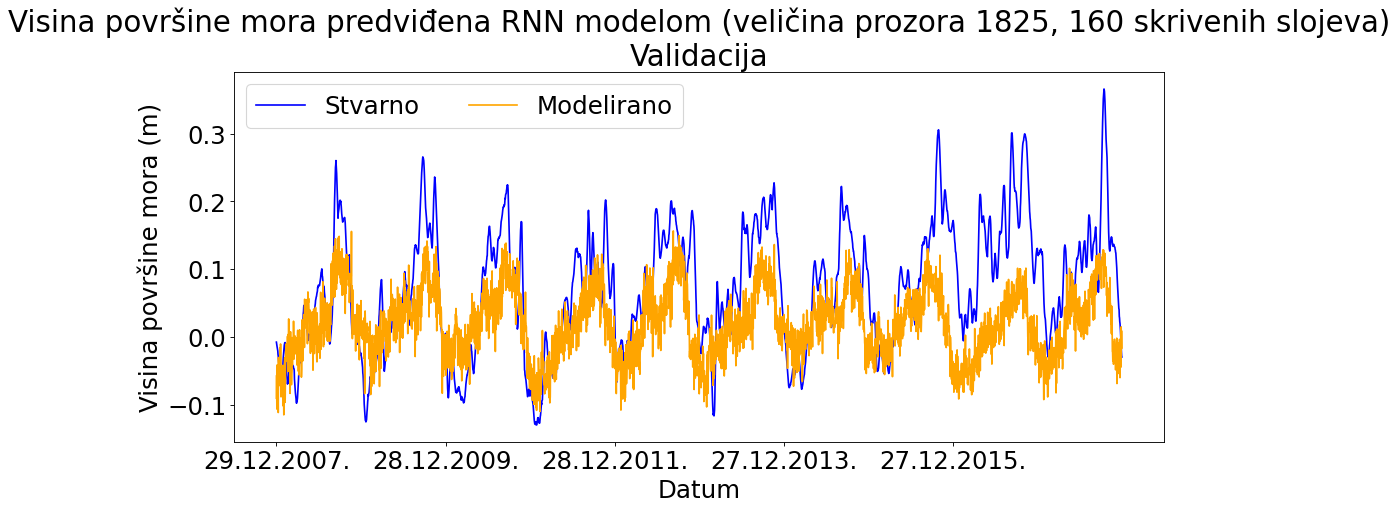 Visina površine mora predviđena RNN modelom (veličina prozora 1825, 160 skrivenih slojeva)
Validacija
Stvarno
Modelirano
Visina površine mora (m)
0.3
0.2
0.1
0.0
−0.1
29.12.2007.
28.12.2009.
28.12.2011.
27.12.2013.
27.12.2015.
Datum